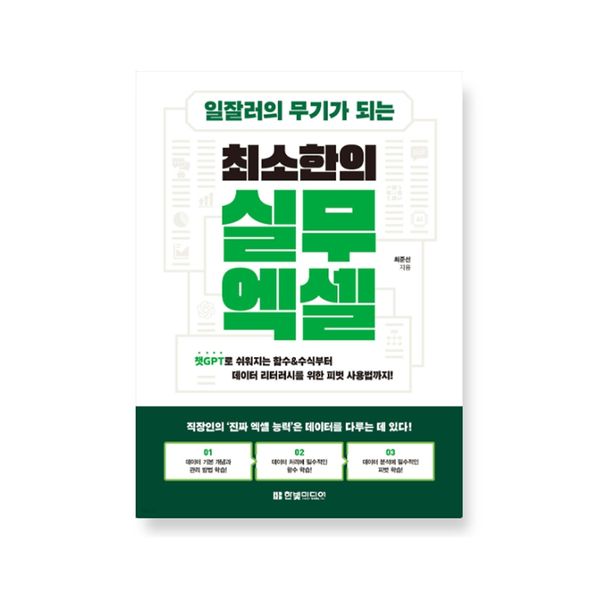 일잘러의 무기가 되는
최소한의
실무
엑셀
최준선
지음
챗GPT로 쉬워지는 함수&수식부터
데이터 리터러시를 위한 피벗 사용법까지!
직장인의 '진짜 엑셀 능력'은 데이터를 다루는 데 있다!
01
데이터 기본 개념과
관리 방법 학습!
02
데이터 처리에 필수적인
함수 학습!
03
데이터 분석에 필수적인
피벗 학습!
한빛미디어